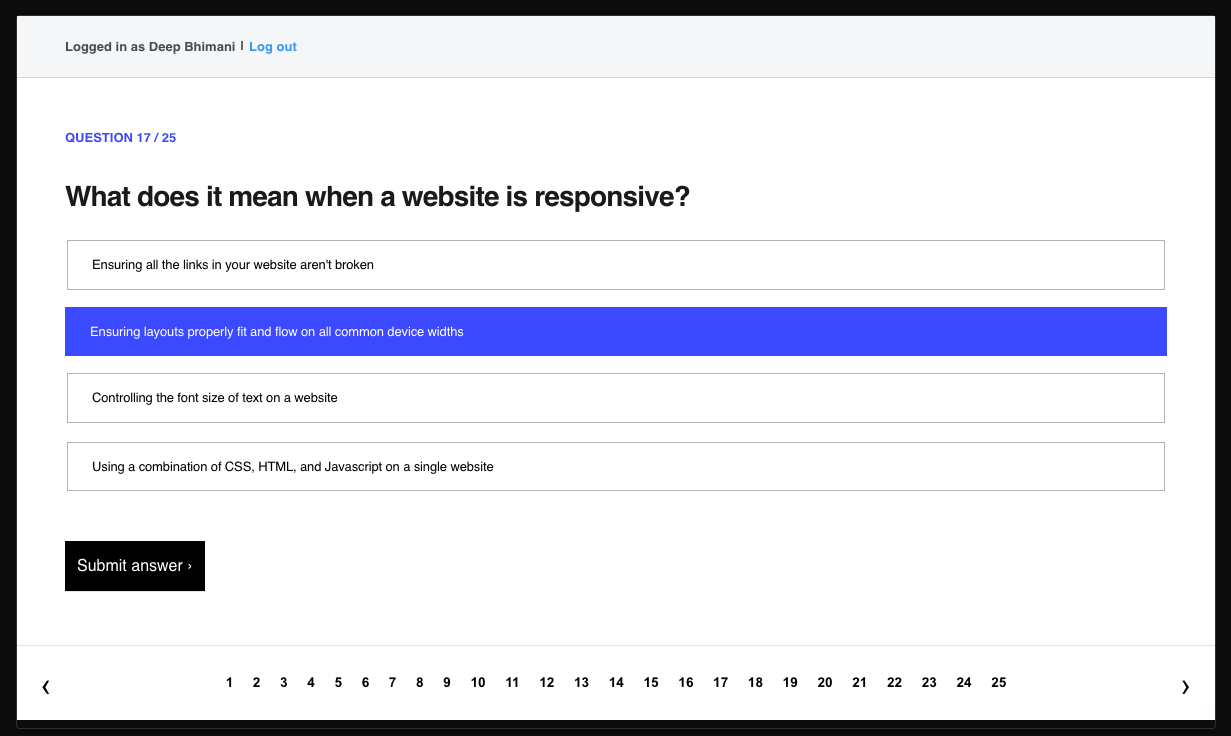 Logged in as Deep Bhimani | Log out
QUESTION 17 / 25
What does it mean when a website is responsive?
Ensuring all the links in your website aren't broken
Ensuring layouts properly fit and flow on all common device widths
Controlling the font size of text on a website
Using a combination of CSS, HTML, and Javascript on a single website
Submit answer ›
❮ 1 2 3 4 5 6 7 8 9 10 11 12 13 14 15 16 17 18 19 20 21 22 23 24 25 ❯